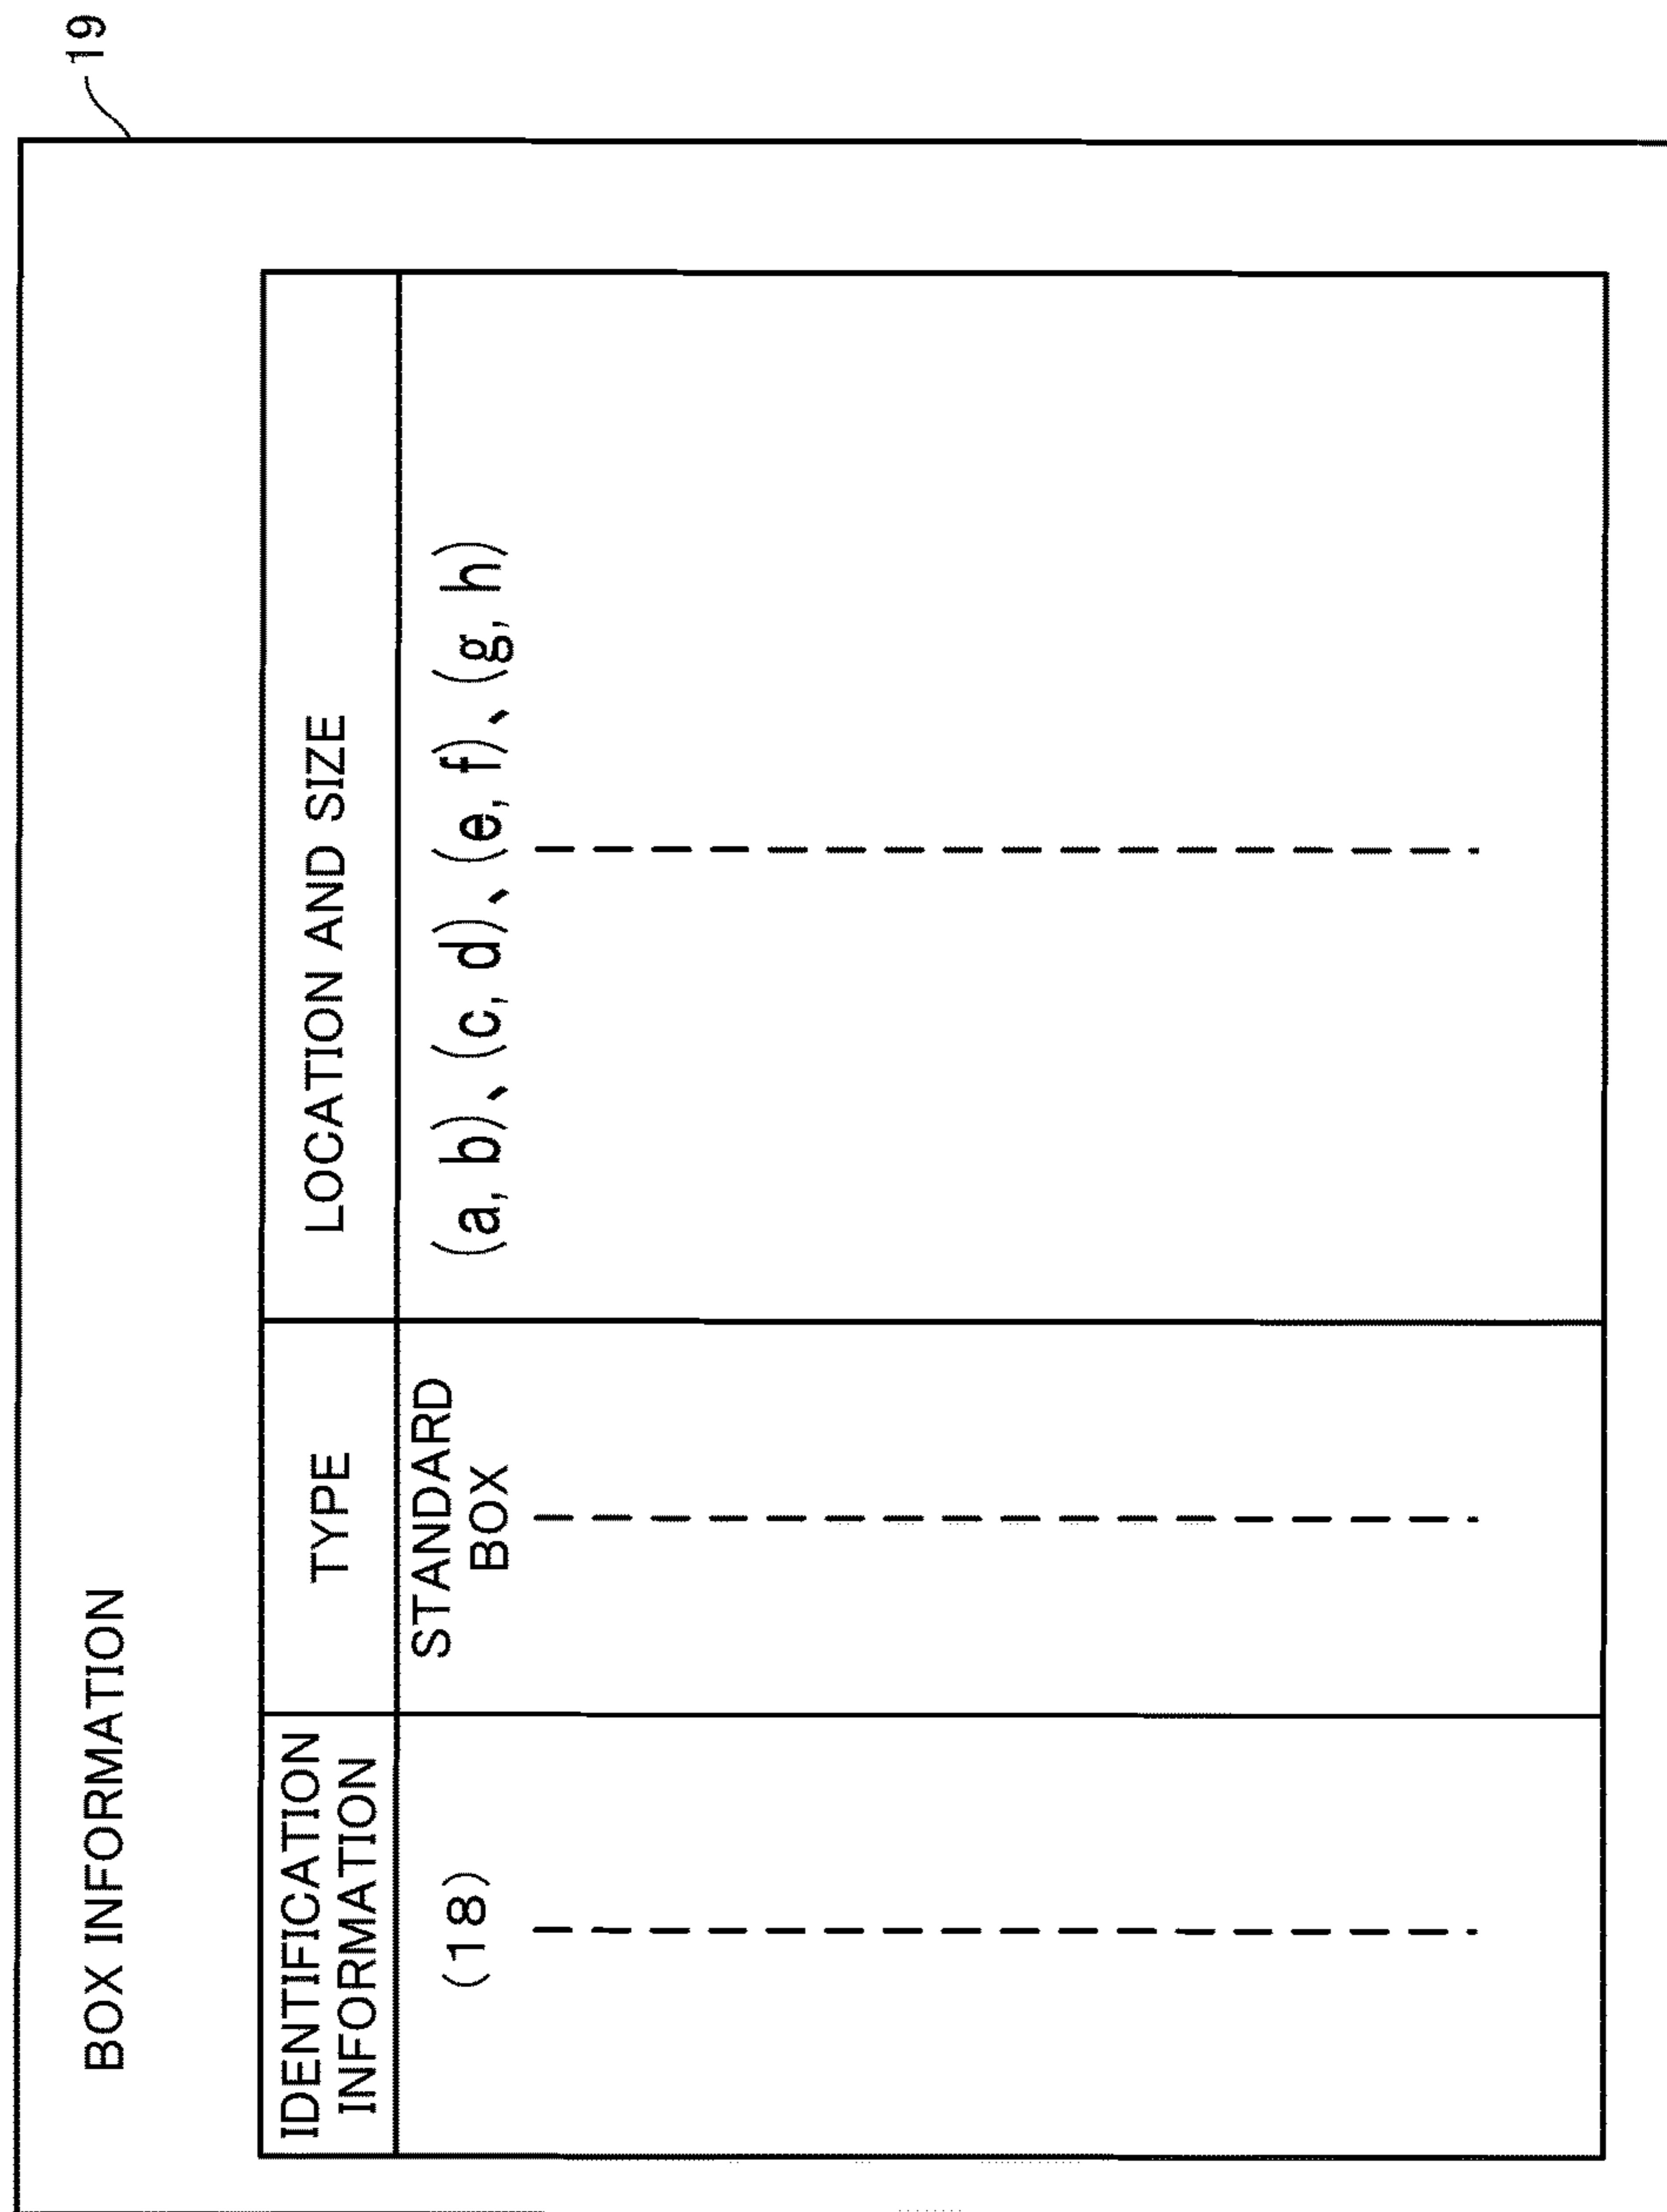 19
BOX INFORMATION
IDENTIFICATION
INFORMATION
TYPE
LOCATION AND SIZE
(18)
STANDARD
BOX
(a, b)、(c, d)、(e, f)、(g, h)